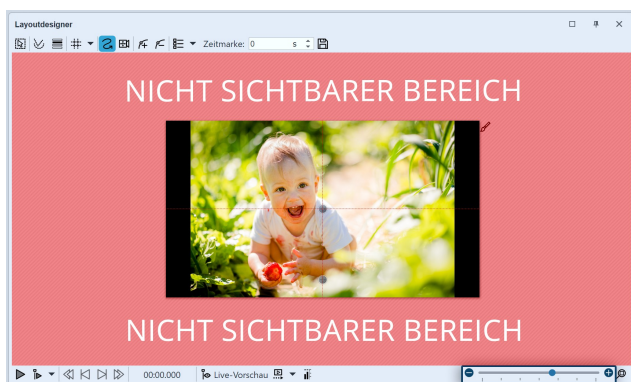 Layoutdesigner
Zeitmarke: 0 s
NICHT SICHTBARER BEREICH
NICHT SICHTBARER BEREICH
00:00.000 Live-Vorschau